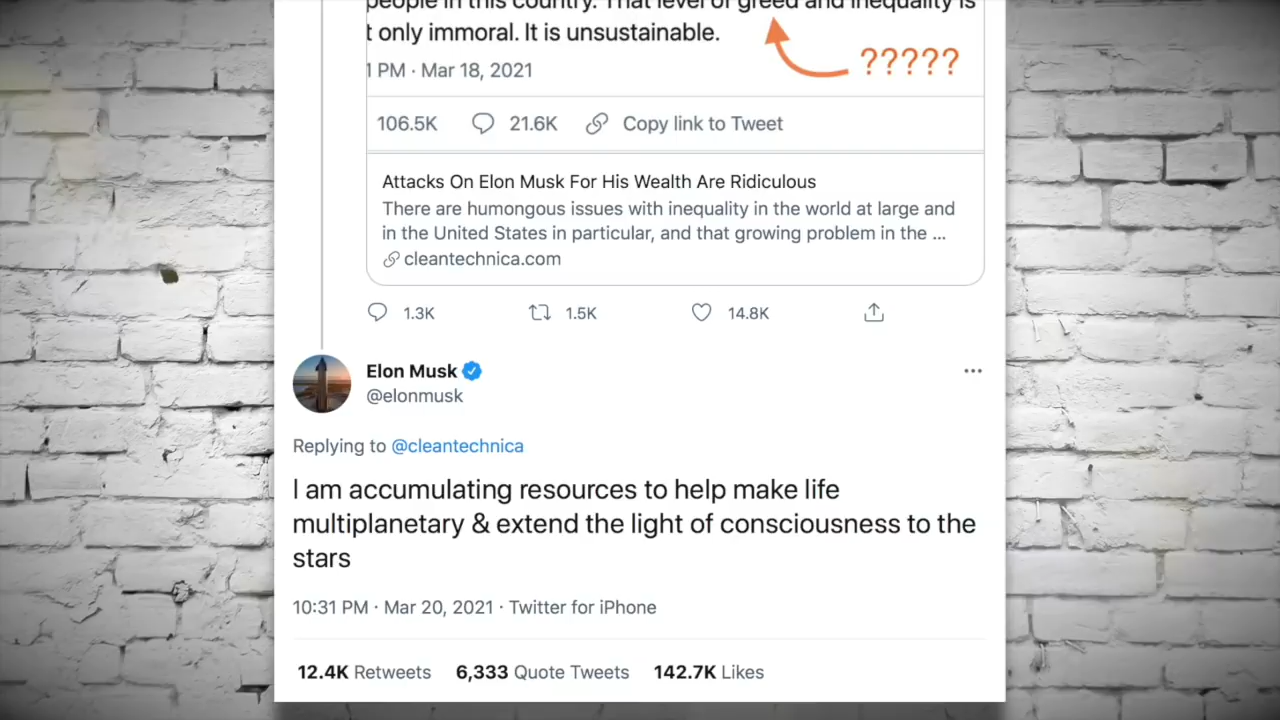 people in this country. That level of greed and inequality is
t only immoral. It is unsustainable.
?????
1 PM · Mar 18, 2021
106.5K 21.6K Copy link to Tweet
Attacks On Elon Musk For His Wealth Are Ridiculous
There are humongous issues with inequality in the world at large and
in the United States in particular, and that growing problem in the ...
cleantechnica.com
1.3K 1.5K 14.8K
Elon Musk
@elonmusk
Replying to @cleantechnica
I am accumulating resources to help make life
multiplanetary & extend the light of consciousness to the
stars
10:31 PM · Mar 20, 2021 · Twitter for iPhone
12.4K Retweets 6,333 Quote Tweets 142.7K Likes